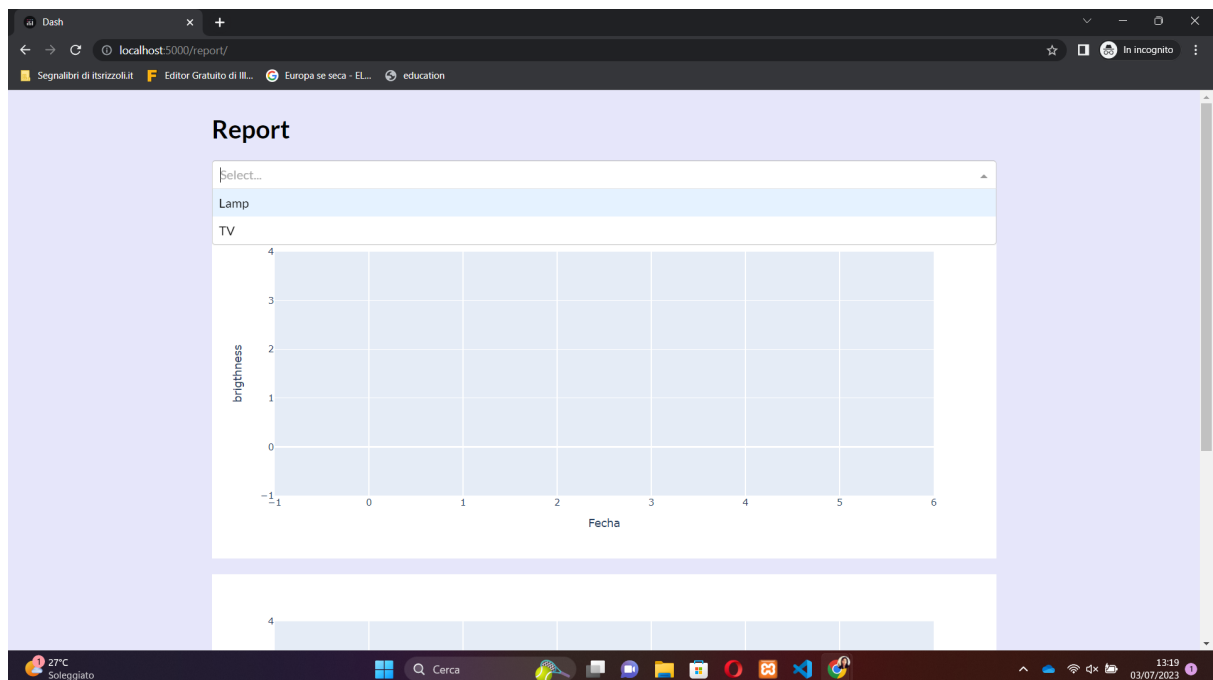 Dash
localhost:5000/report/
In incognito
Segnalibri di itsrizzoli.it
Editor Gratuito di Ill...
Europa se seca - EL...
education
Report
Select...
Lamp
TV
4
3
2
1
0
−1
brigthness
−1 0 1 2 3 4 5 6
Fecha
4
1
27°C
Soleggiato
Cerca
13:19
03/07/2023
1